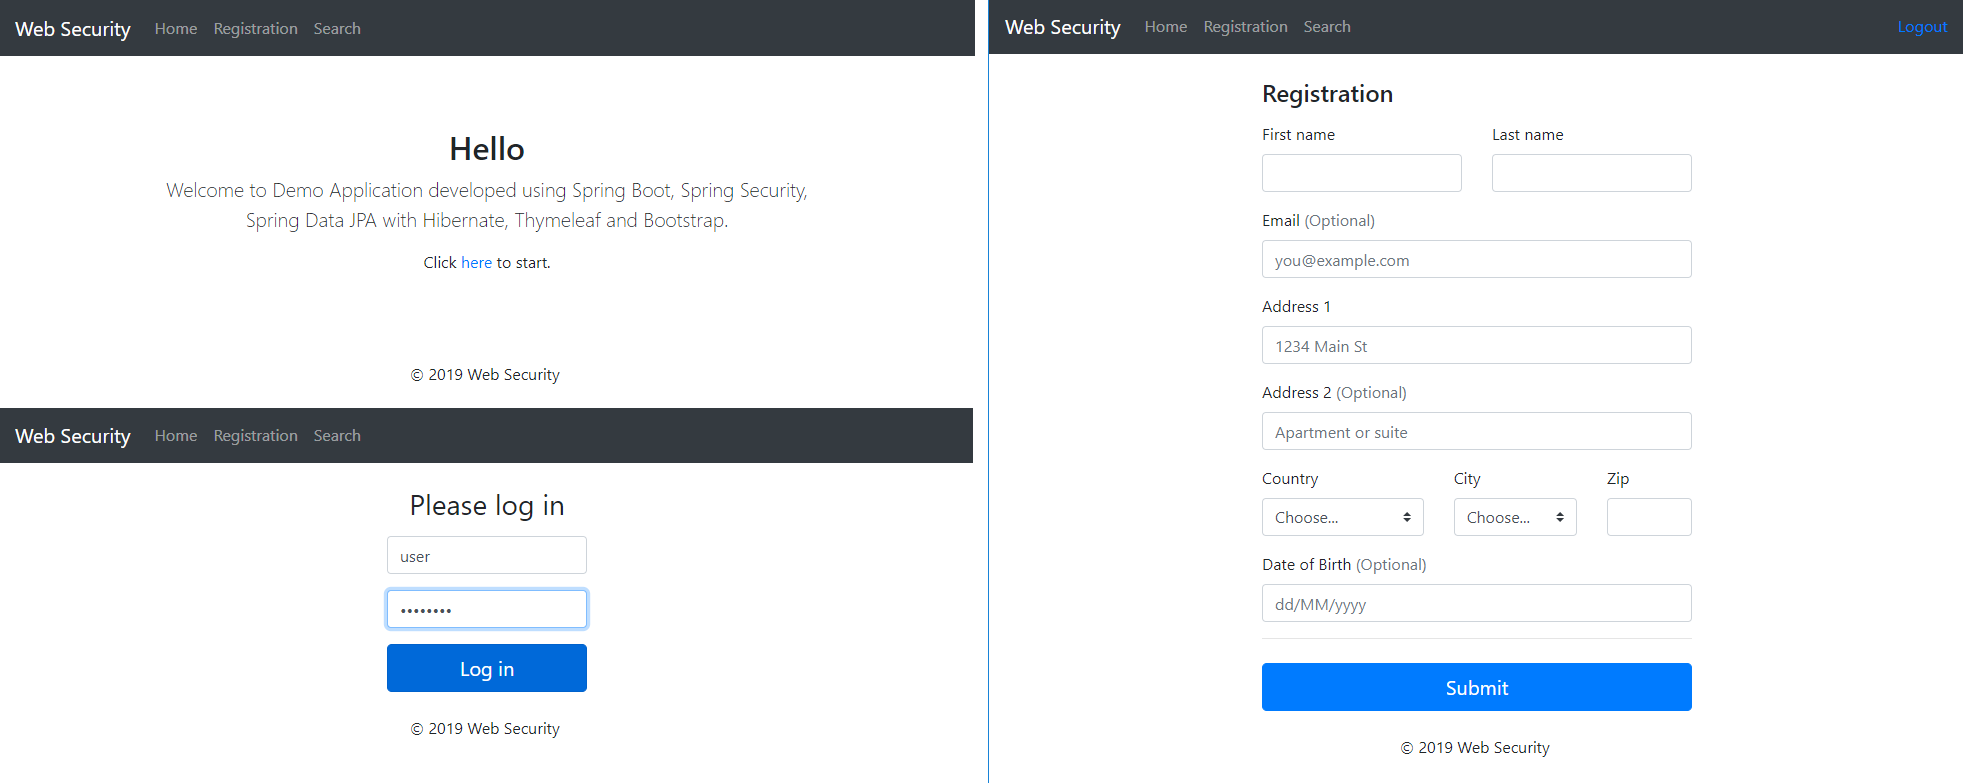 Web Security Home Registration Search
Hello
Welcome to Demo Application developed using Spring Boot, Spring Security,
Spring Data JPA with Hibernate, Thymeleaf and Bootstrap.
Click here to start.
© 2019 Web Security
Web Security Home Registration Search
Please log in
user
••••••••
Log in
© 2019 Web Security
Web Security Home Registration Search Logout
Registration
First name Last name
Email (Optional)
you@example.com
Address 1
1234 Main St
Address 2 (Optional)
Apartment or suite
Country City Zip
Choose... Choose...
Date of Birth (Optional)
dd/MM/yyyy
Submit
© 2019 Web Security